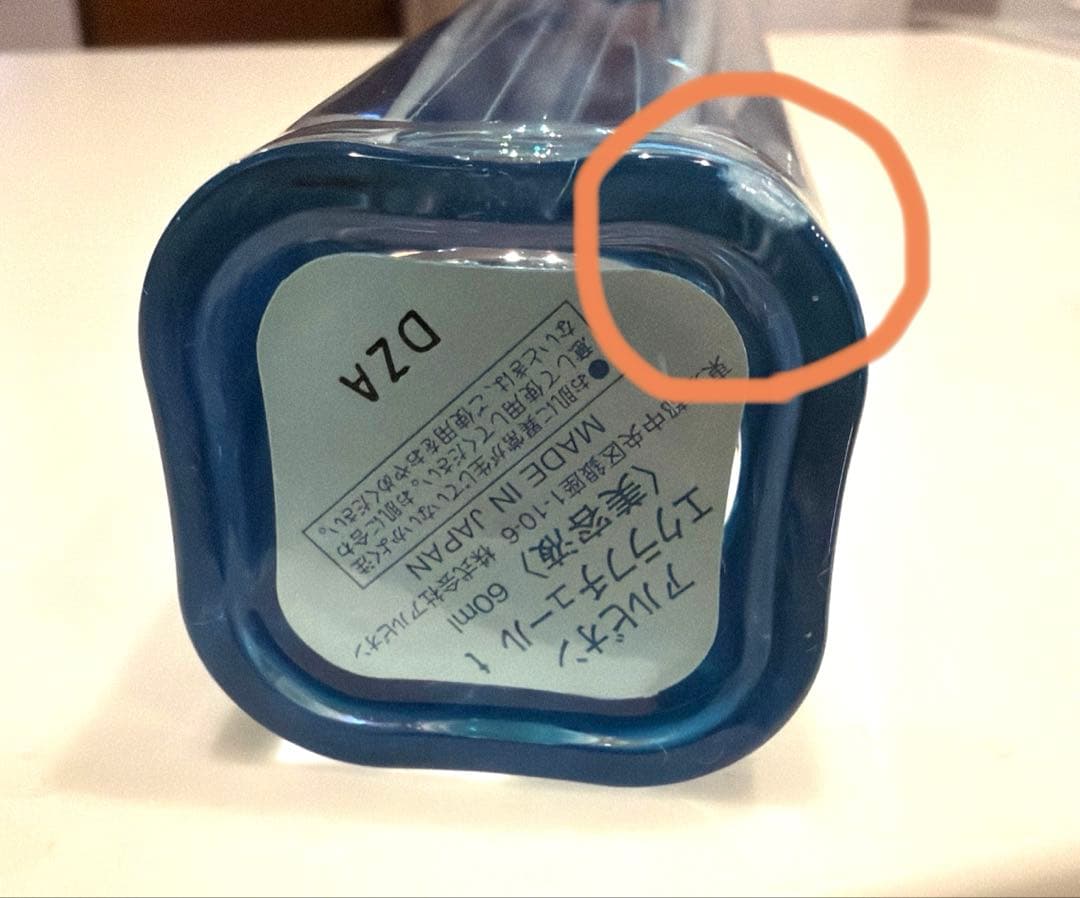 アルビオン
エクラフチュール t
〈美容液〉 60ml
MADE IN JAPAN 株式会社アルビオン
東京都中央区銀座1-10-6
●お肌に異常が生じていないかよく注
意して使用してください。お肌に合わ
ないときは、ご使用をおやめください。
DZA